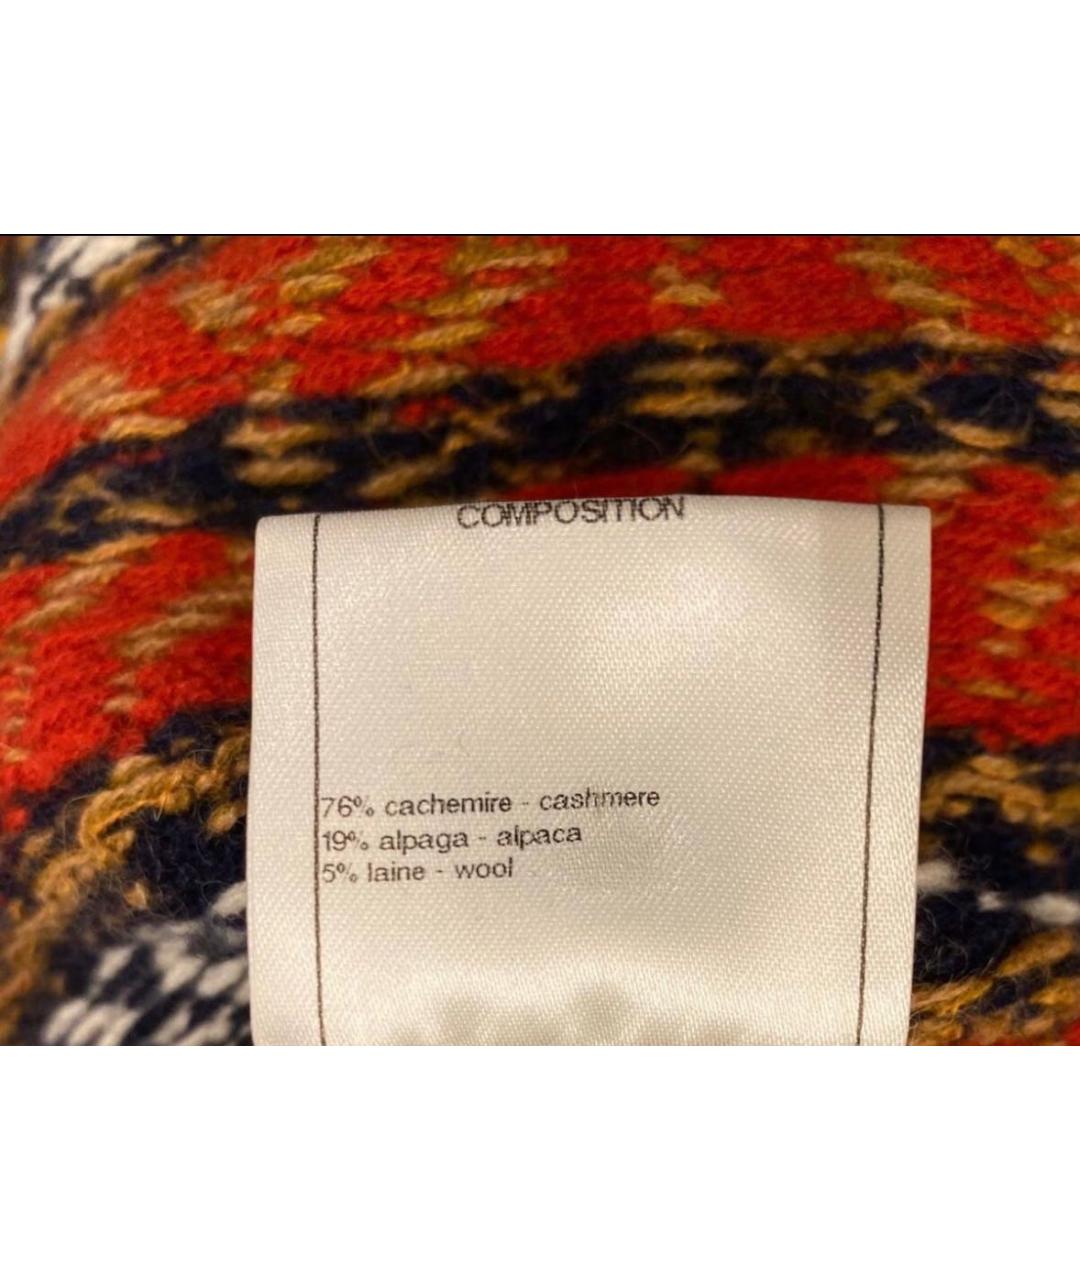 COMPOSITION
76% cachemire - cashmere
19% alpaga - alpaca
5% laine - wool